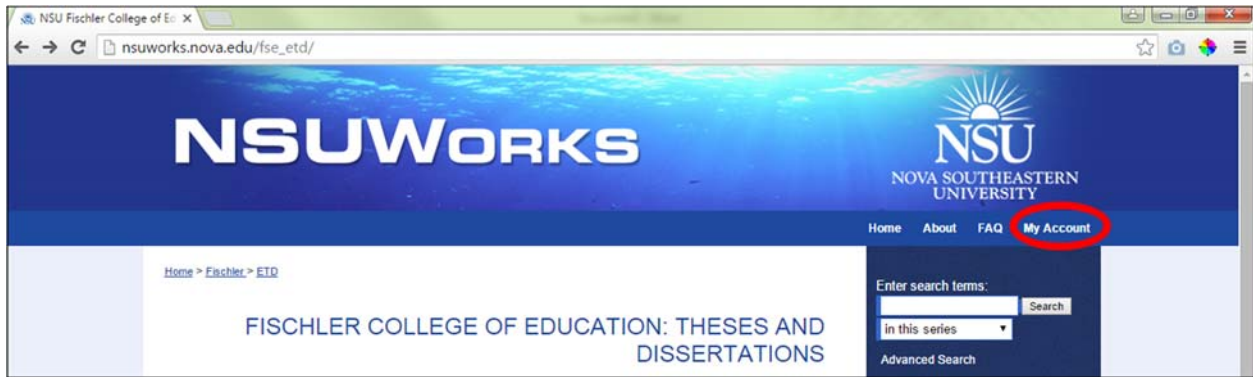 NSU Fischler College of Ed
nsuworks.nova.edu/fse_etd/
NSUWORKS
NSU
NOVA SOUTHEASTERN
UNIVERSITY
Home About FAQ My Account
Home > Fischler > ETD
Enter search terms:
Search
in this series
Advanced Search
FISCHLER COLLEGE OF EDUCATION: THESES AND
DISSERTATIONS